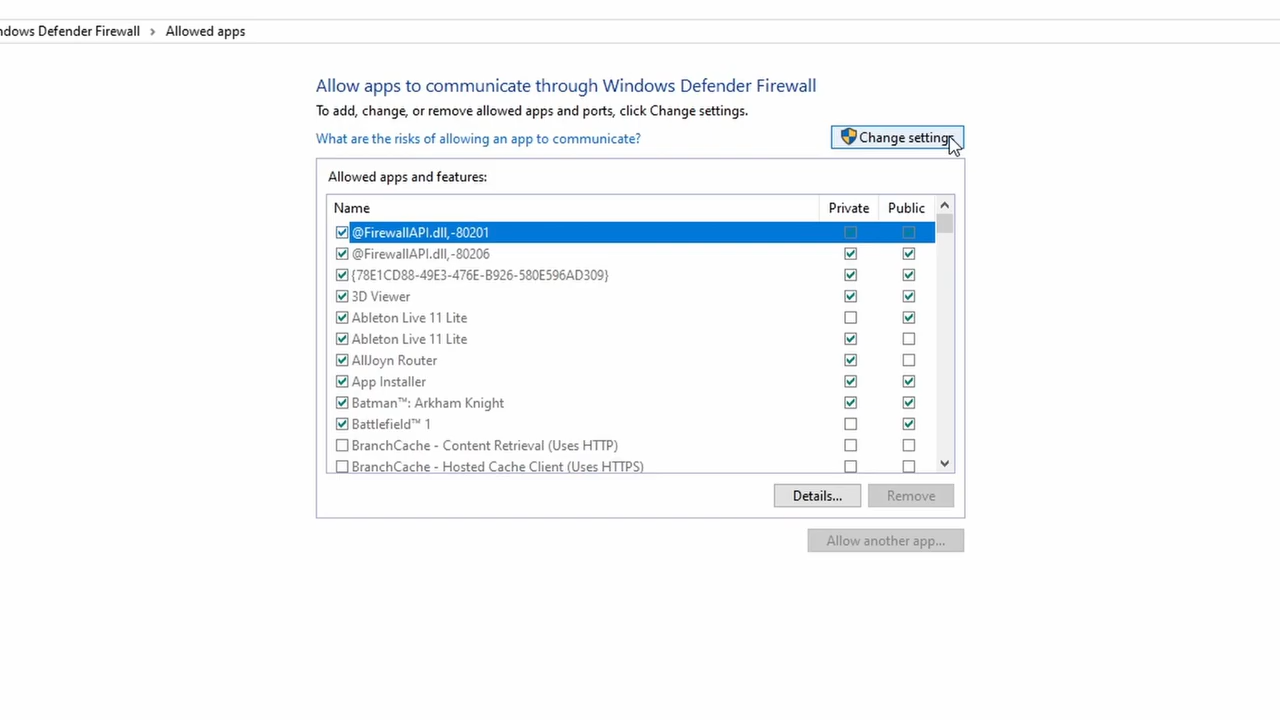 ndows Defender Firewall > Allowed apps
Allow apps to communicate through Windows Defender Firewall
To add, change, or remove allowed apps and ports, click Change settings.
What are the risks of allowing an app to communicate?
Change settings
Allowed apps and features:
Name Private Public
@FirewallAPI.dll,-80201
@FirewallAPI.dll,-80206
{78E1CD88-49E3-476E-B926-580E596AD309}
3D Viewer
Ableton Live 11 Lite
Ableton Live 11 Lite
AllJoyn Router
App Installer
Batman™: Arkham Knight
Battlefield™ 1
BranchCache - Content Retrieval (Uses HTTP)
BranchCache - Hosted Cache Client (Uses HTTPS)
Details... Remove
Allow another app...